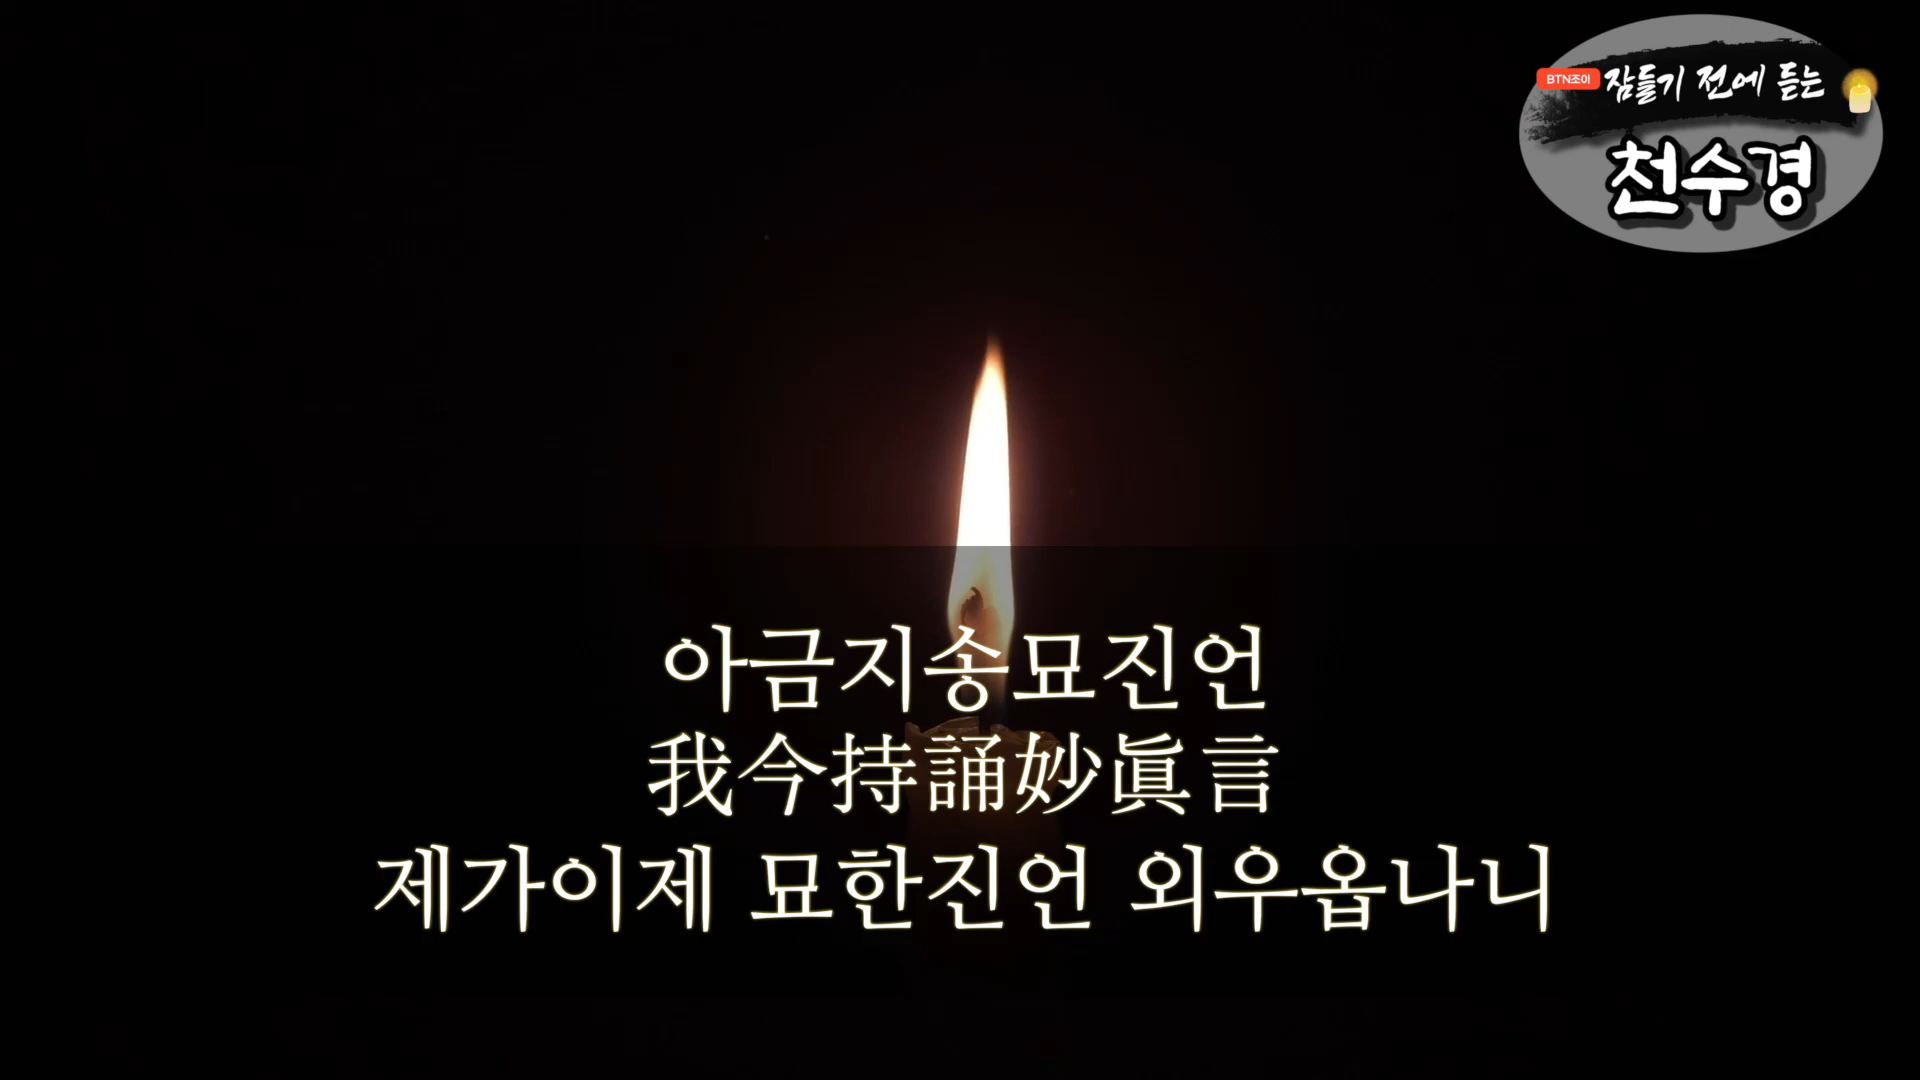 BTN조이 잠들기 전에 듣는
천수경
아금지송묘진언
我今持誦妙眞言
제가이제 묘한진언 외우옵나니